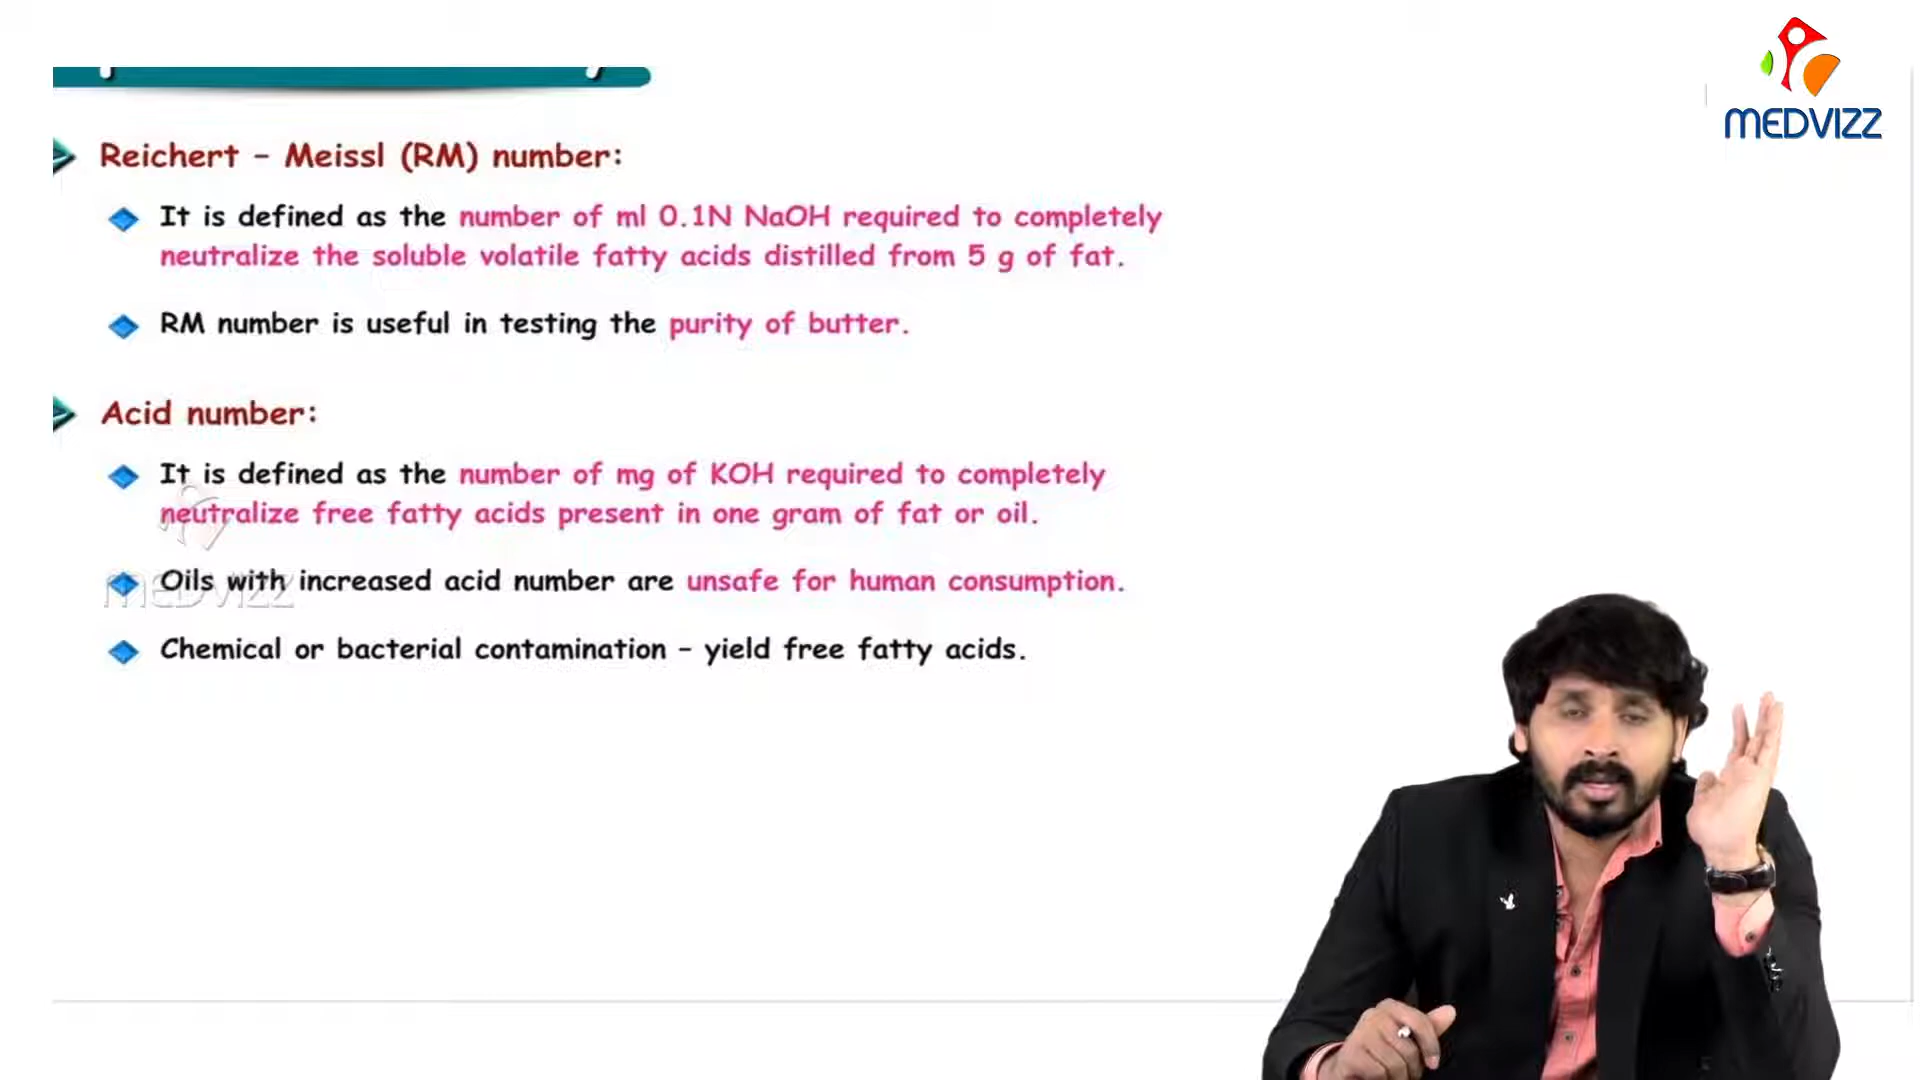 MEDVIZZ
Reichert – Meissl (RM) number:
It is defined as the number of ml 0.1N NaOH required to completely
neutralize the soluble volatile fatty acids distilled from 5 g of fat.
RM number is useful in testing the purity of butter.
Acid number:
It is defined as the number of mg of KOH required to completely
neutralize free fatty acids present in one gram of fat or oil.
Oils with increased acid number are unsafe for human consumption.
MEDVIZZ
Chemical or bacterial contamination – yield free fatty acids.